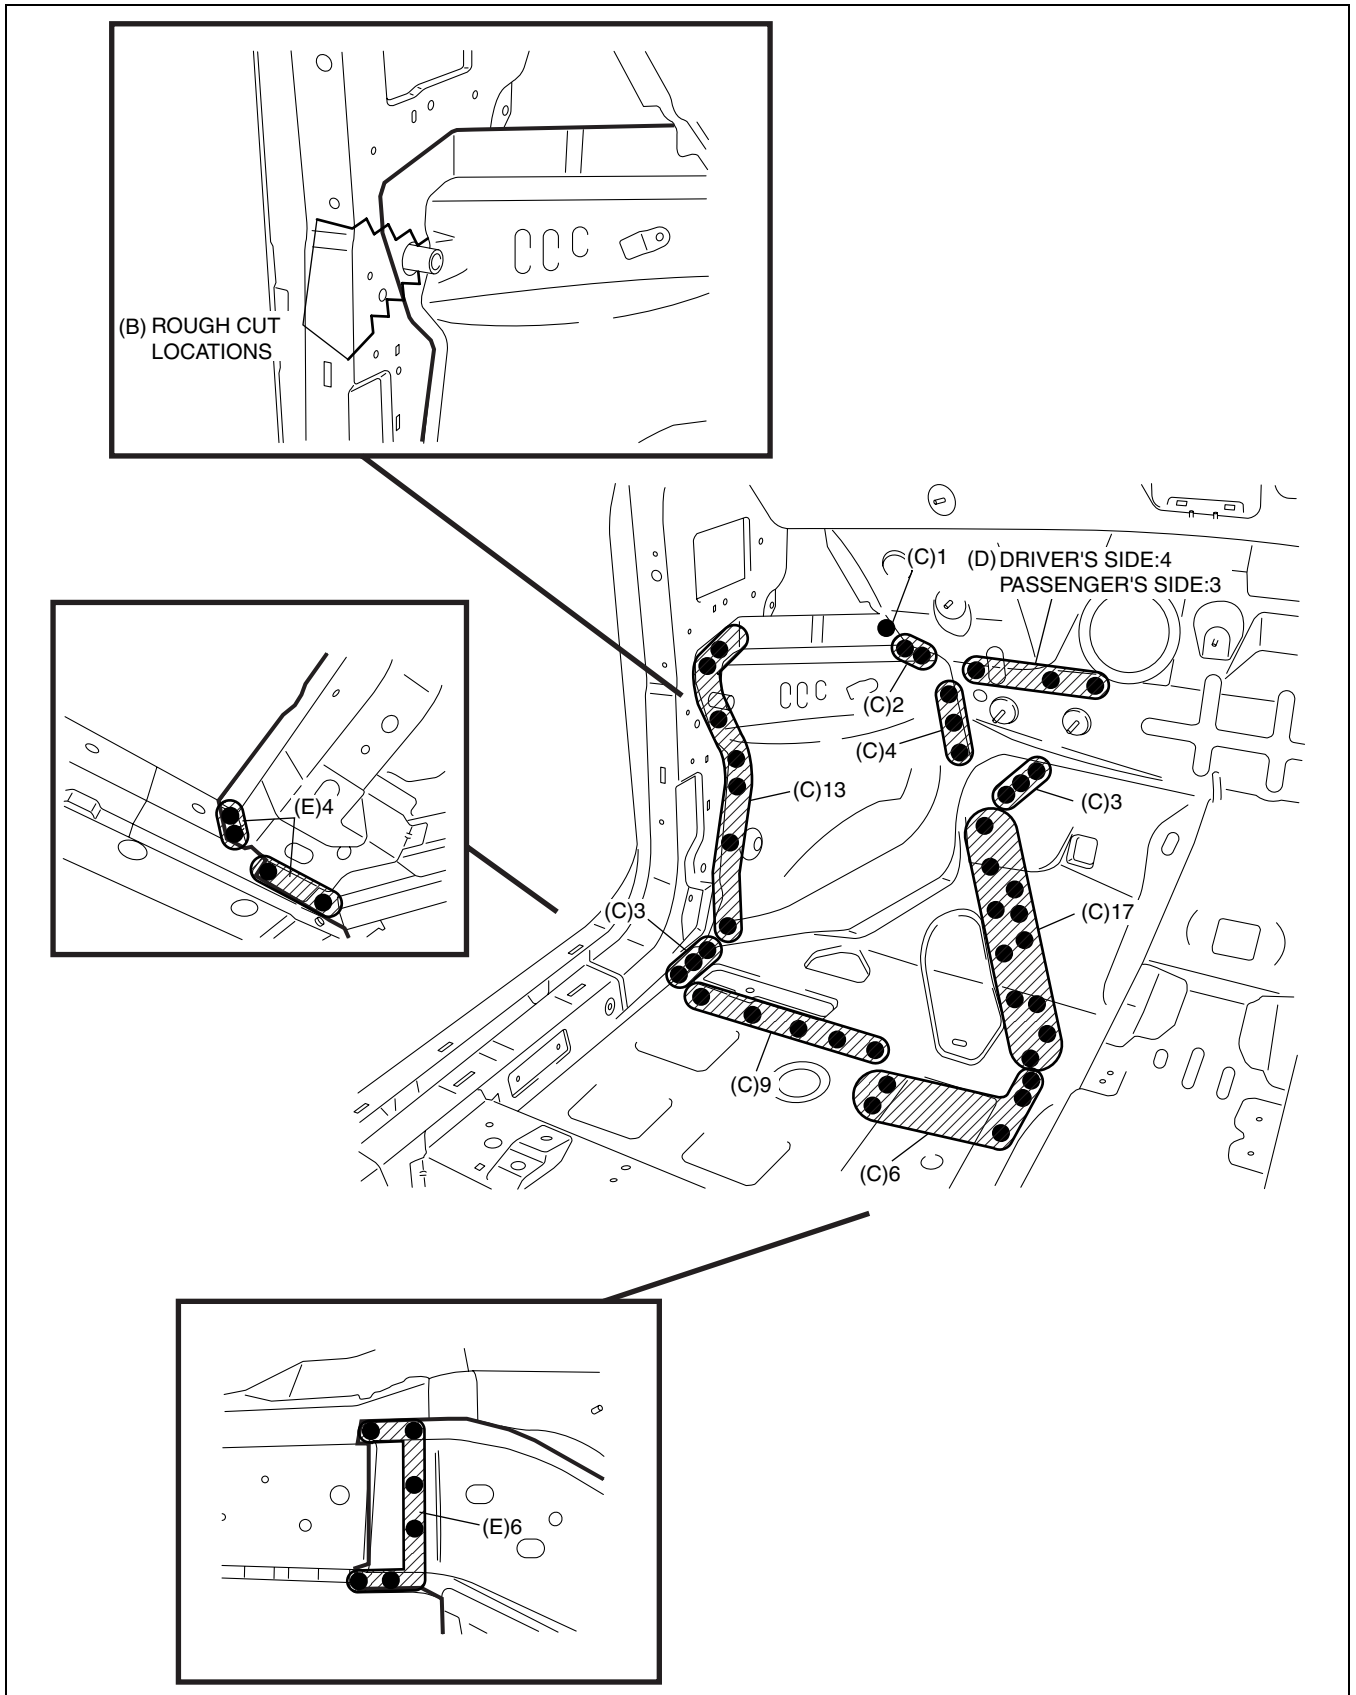 (B) ROUGH CUT
LOCATIONS
(C)1
(D) DRIVER'S SIDE:4
PASSENGER'S SIDE:3
(C)2
(C)4
(C)13
(C)3
(E)4
(C)3
(C)17
(C)9
(C)6
(E)6